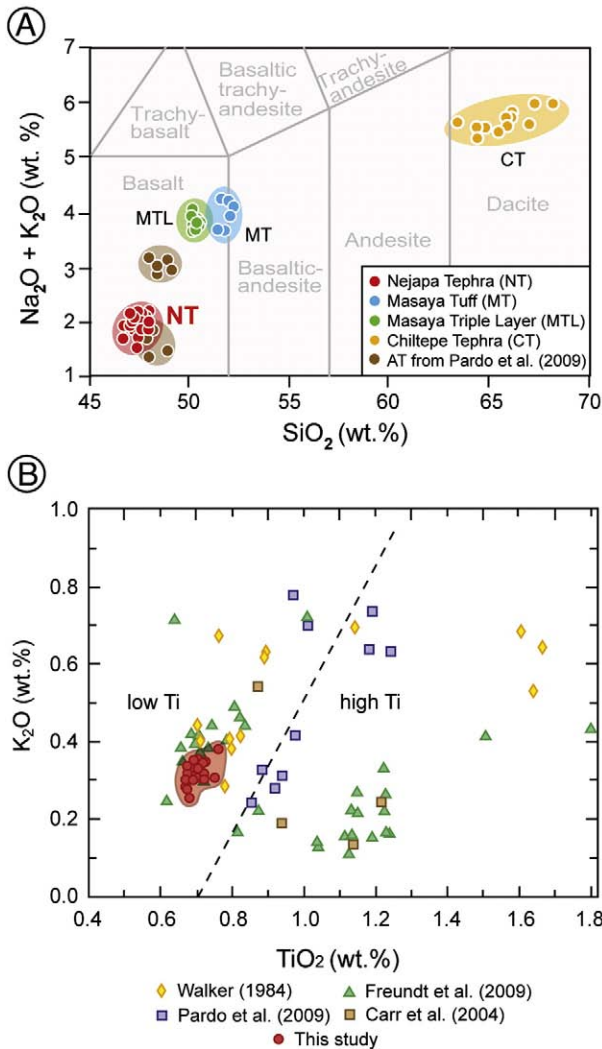 A
Na2O + K2O (wt. %)
7
6
5
4
3
2
1
Trachy-
basalt
Basaltic
trachy-
andesite
Trachy-
andesite
Basalt
Basaltic-
andesite
Andesite
Dacite
MTL
MT
NT
CT
Nejapa Tephra (NT)
Masaya Tuff (MT)
Masaya Triple Layer (MTL)
Chiltepe Tephra (CT)
AT from Pardo et al. (2009)
45 50 55 60 65 70
SiO2 (wt.%)
B
K2O (wt.%)
1.0
0.8
0.6
0.4
0.2
0.0
low Ti
high Ti
0.4 0.6 0.8 1.0 1.2 1.4 1.6 1.8
TiO2 (wt.%)
Walker (1984) Freundt et al. (2009)
Pardo et al. (2009) Carr et al. (2004)
This study